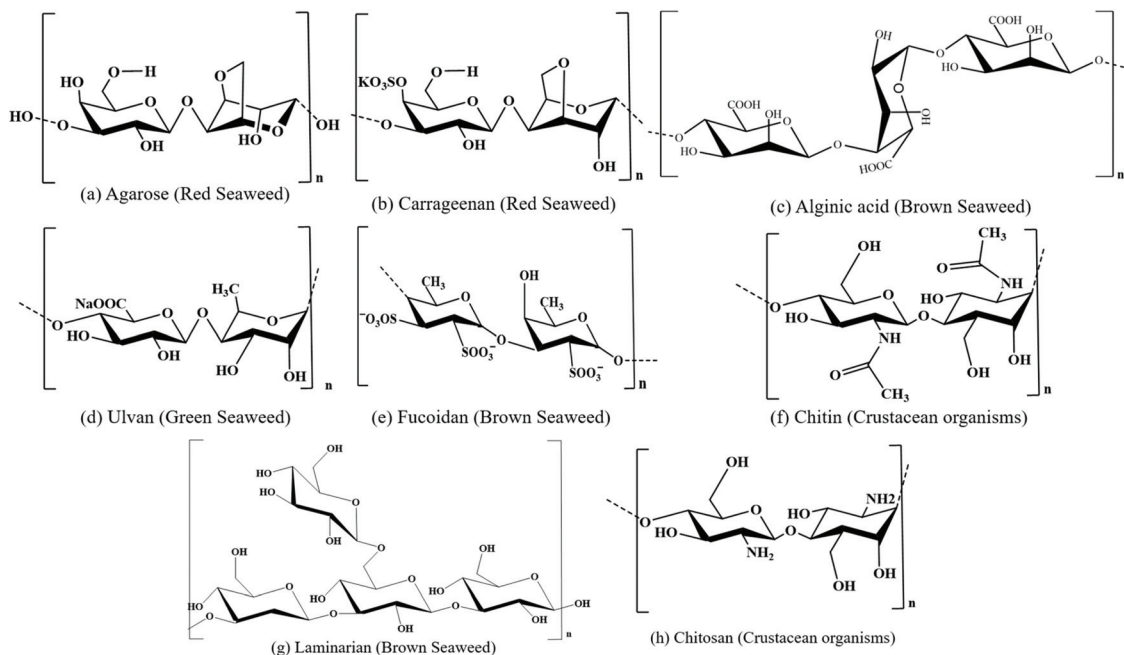 HO
O—H
O
O
O
HO
O
OH
O
HO
OH
n
(a) Agarose (Red Seaweed)
KO₃SO
O—H
O
O
O
O
O
OH
OH
n
(b) Carrageenan (Red Seaweed)
OH
O
COOH
O
OH
HO
O
O
COOH
O
OH
O
HO
O
OH
HOOC
n
(c) Alginic acid (Brown Seaweed)
NaOOC
H₃C
O
O
O
O
HO
OH
HO
OH
n
(d) Ulvan (Green Seaweed)
CH₃
OH
⁻O₃OS
O
CH₃
O
SOO₃⁻
O
O
SOO₃⁻
n
(e) Fucoidan (Brown Seaweed)
OH
CH₃
O
NH
O
O
HO
HO
O
NH
O
CH₃
OH
OH
n
(f) Chitin (Crustacean organisms)
OH
HO
HO
O
OH
O
OH
O
OH
HO
O
O
HO
O
O
HO
O
OH
OH
O
OH
OH
n
(g) Laminarian (Brown Seaweed)
OH
NH2
O
O
HO
HO
O
NH₂
OH
OH
n
(h) Chitosan (Crustacean organisms)